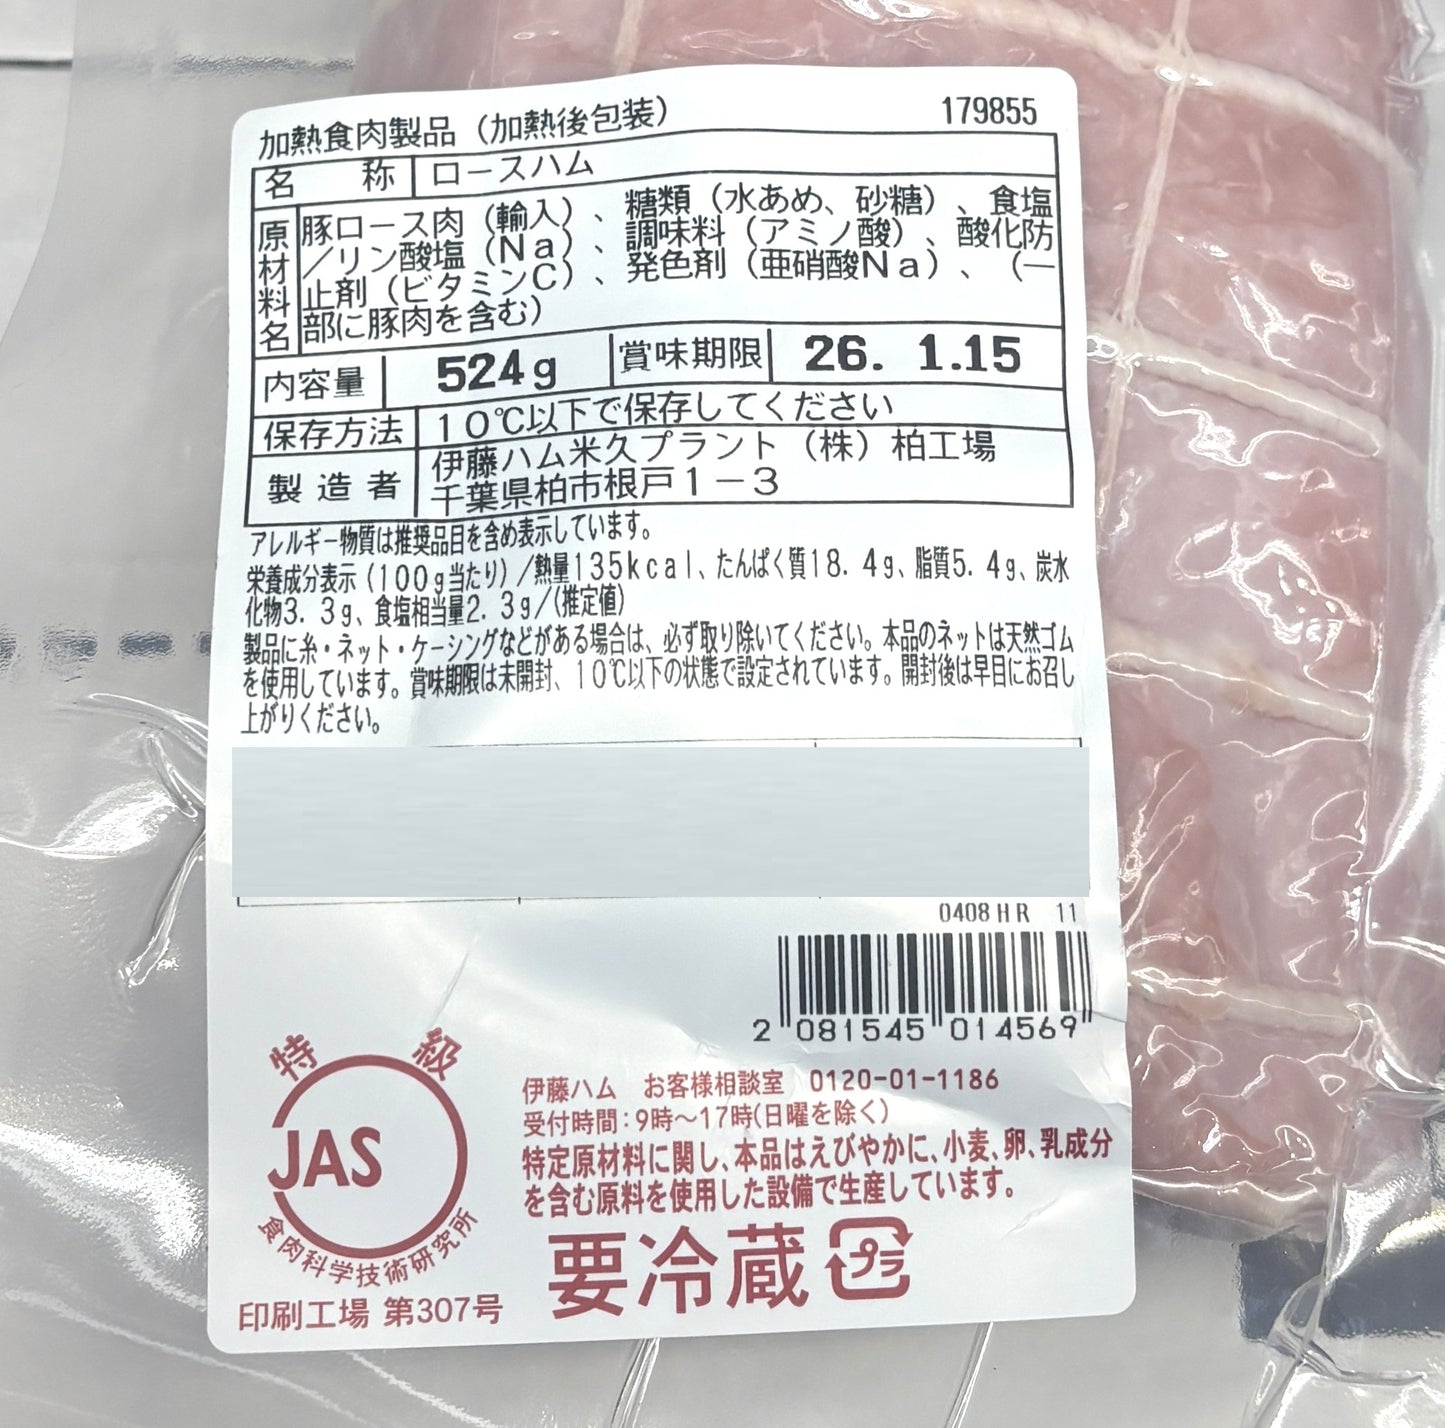 加熱食肉製品（加熱後包装） 179855
名称 ロースハム
原材料名 豚ロース肉（輸入）、糖類（水あめ、砂糖）、食塩
／リン酸塩（Ｎａ）、調味料（アミノ酸）、酸化防
止剤（ビタミンＣ）、発色剤（亜硝酸Ｎａ）、（一
部に豚肉を含む）
内容量 524g 賞味期限 26. 1.15
保存方法 １０℃以下で保存してください
製造者 伊藤ハム米久プラント（株）柏工場
千葉県柏市根戸１－３
アレルギー物質は推奨品目を含め表示しています。
栄養成分表示（１００ｇ当たり）／熱量１３５ｋｃａｌ、たんぱく質１８．４ｇ、脂質５．４ｇ、炭水
化物３．３ｇ、食塩相当量２．３ｇ／（推定値）
製品に糸・ネット・ケーシングなどがある場合は、必ず取り除いてください。本品のネットは天然ゴム
を使用しています。賞味期限は未開封、１０℃以下の状態で設定されています。開封後は早目にお召し
上がりください。
0408 H R 11
2 081545 014569
特級
JAS
食肉科学技術研究所
印刷工場 第307号
伊藤ハム お客様相談室 0120-01-1186
受付時間：9時～17時(日曜を除く)
特定原材料に関し、本品はえびやかに、小麦、卵、乳成分
を含む原料を使用した設備で生産しています。
要冷蔵 プラ